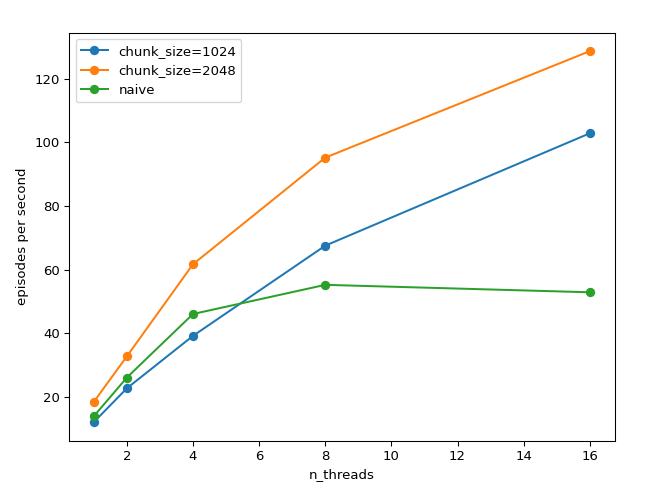 chunk_size=1024
chunk_size=2048
naive
120
100
80
60
40
20
episodes per second
2 4 6 8 10 12 14 16
n_threads